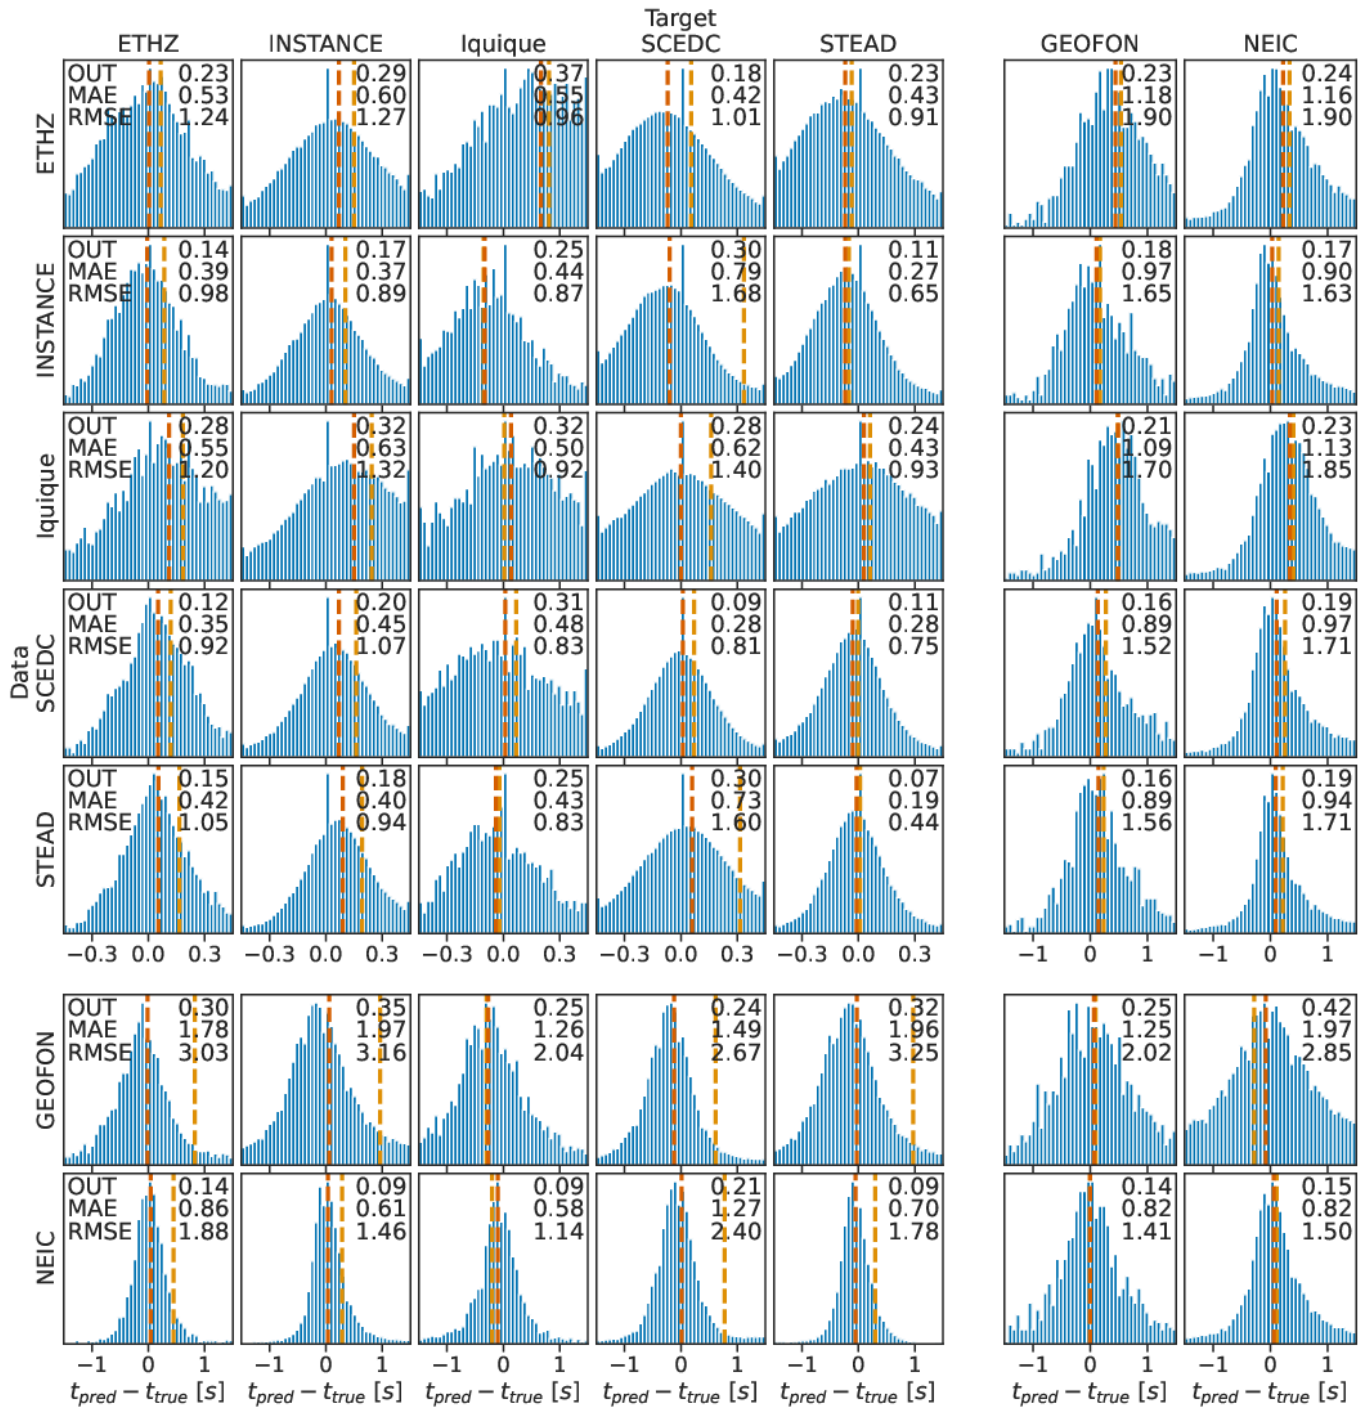 Target
ETHZ INSTANCE Iquique SCEDC STEAD GEOFON NEIC
ETHZ
OUT 0.23 0.29 0.37 0.18 0.23 0.23 0.24
MAE 0.53 0.60 0.55 0.42 0.43 1.18 1.16
RMSE 1.24 1.27 0.96 1.01 0.91 1.90 1.90
INSTANCE
OUT 0.14 0.17 0.25 0.30 0.11 0.18 0.17
MAE 0.39 0.37 0.44 0.79 0.27 0.97 0.90
RMSE 0.98 0.89 0.87 1.68 0.65 1.65 1.63
Iquique
OUT 0.28 0.32 0.32 0.28 0.24 0.21 0.23
MAE 0.55 0.63 0.50 0.62 0.43 1.09 1.13
RMSE 1.20 1.32 0.92 1.40 0.93 1.70 1.85
Data
SCEDC
OUT 0.12 0.20 0.31 0.09 0.11 0.16 0.19
MAE 0.35 0.45 0.48 0.28 0.28 0.89 0.97
RMSE 0.92 1.07 0.83 0.81 0.75 1.52 1.71
STEAD
OUT 0.15 0.18 0.25 0.30 0.07 0.16 0.19
MAE 0.42 0.40 0.43 0.73 0.19 0.89 0.94
RMSE 1.05 0.94 0.83 1.60 0.44 1.56 1.71
−0.3 0.0 0.3 −0.3 0.0 0.3 −0.3 0.0 0.3 −0.3 0.0 0.3 −0.3 0.0 0.3 −1 0 1 −1 0 1
GEOFON
OUT 0.30 0.35 0.25 0.24 0.32 0.25 0.42
MAE 1.78 1.97 1.26 1.49 1.96 1.25 1.97
RMSE 3.03 3.16 2.04 2.67 3.25 2.02 2.85
NEIC
OUT 0.14 0.09 0.09 0.21 0.09 0.14 0.15
MAE 0.86 0.61 0.58 1.27 0.70 0.82 0.82
RMSE 1.88 1.46 1.14 2.40 1.78 1.41 1.50
−1 0 1 −1 0 1 −1 0 1 −1 0 1 −1 0 1 −1 0 1 −1 0 1
t_pred − t_true [s] t_pred − t_true [s] t_pred − t_true [s] t_pred − t_true [s] t_pred − t_true [s] t_pred − t_true [s] t_pred − t_true [s]